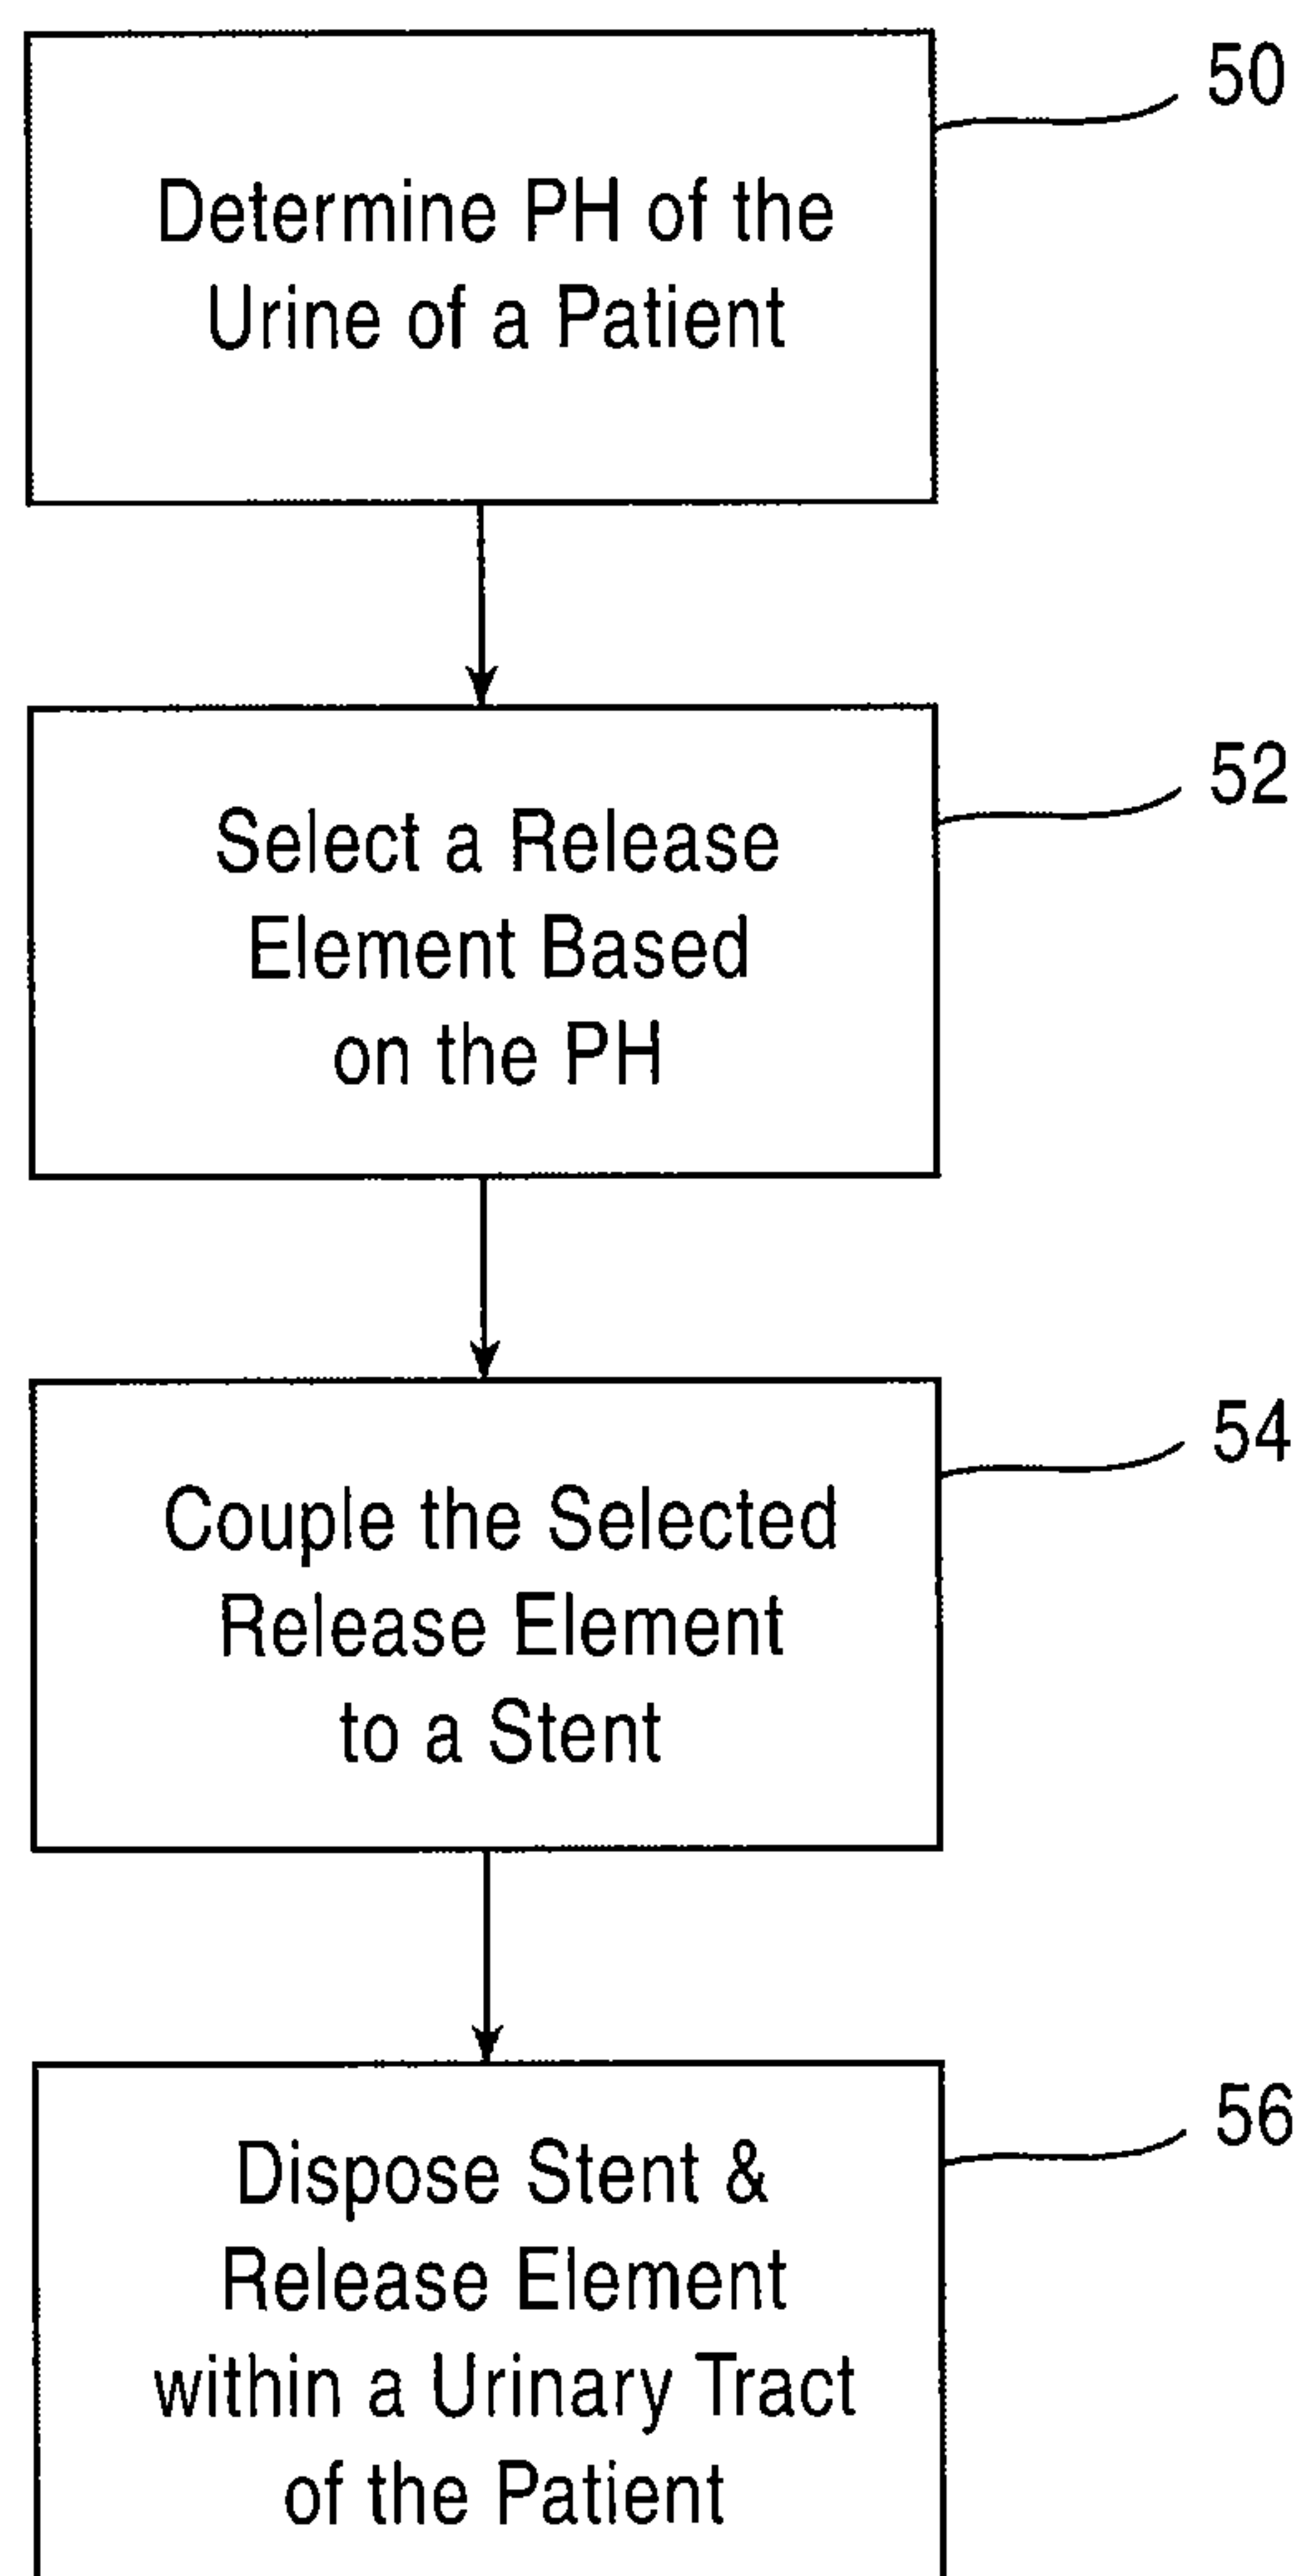 50
Determine PH of the
Urine of a Patient
52
Select a Release
Element Based
on the PH
54
Couple the Selected
Release Element
to a Stent
56
Dispose Stent &
Release Element
within a Urinary Tract
of the Patient